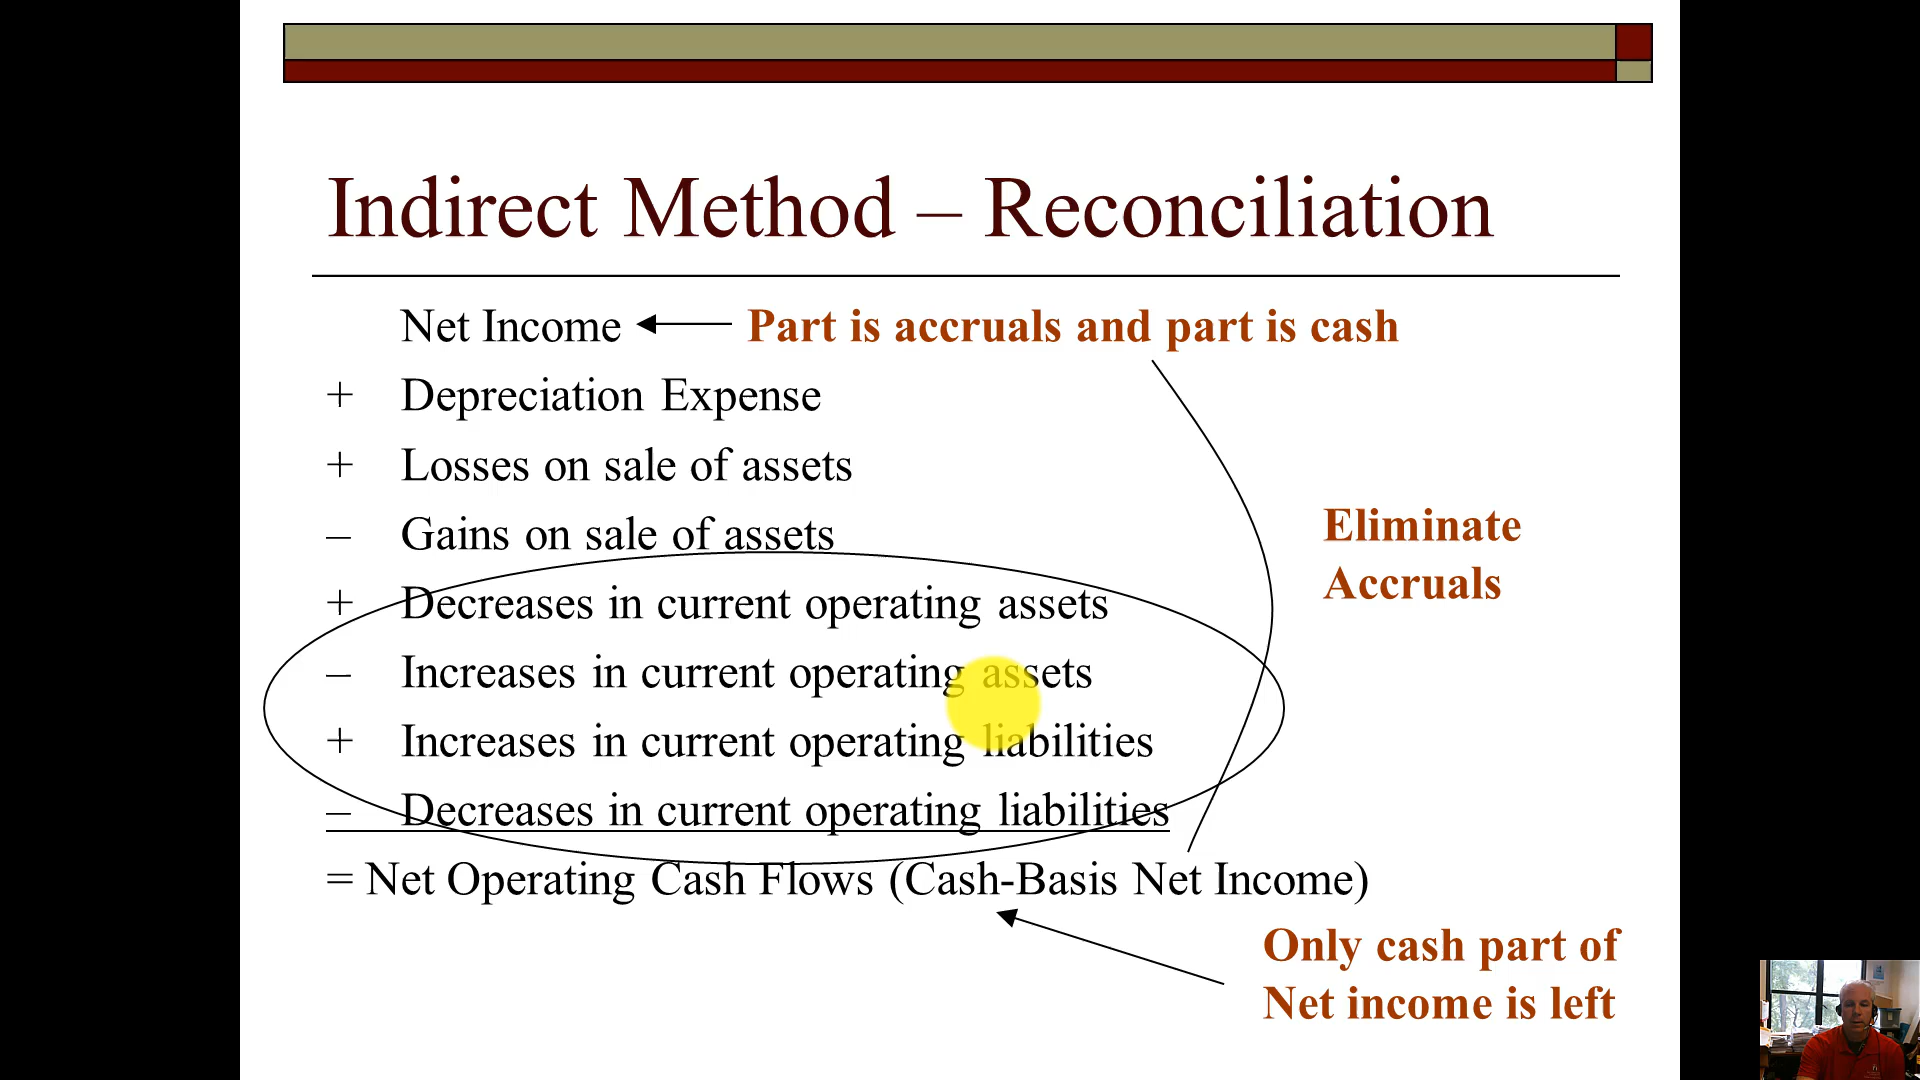 Indirect Method – Reconciliation
Net Income Part is accruals and part is cash
+ Depreciation Expense
+ Losses on sale of assets
– Gains on sale of assets
Eliminate
Accruals
+ Decreases in current operating assets
– Increases in current operating assets
+ Increases in current operating liabilities
– Decreases in current operating liabilities
= Net Operating Cash Flows (Cash-Basis Net Income)
Only cash part of
Net income is left